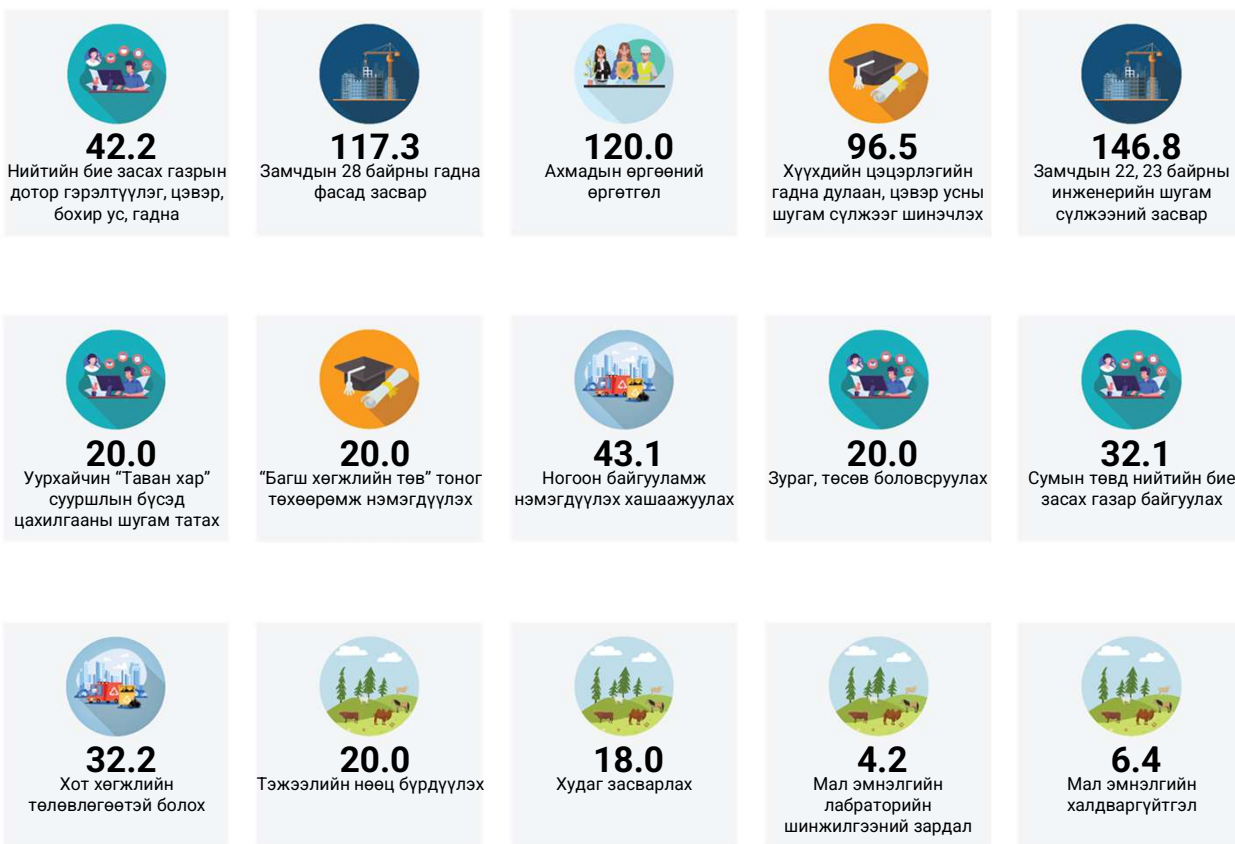 42.2
Нийтийн бие засах газрын
дотор гэрэлтүүлэг, цэвэр,
бохир ус, гадна
117.3
Замчдын 28 байрны гадна
фасад засвар
120.0
Ахмадын өргөөний
өргөтгөл
96.5
Хүүхдийн цэцэрлэгийн
гадна дулаан, цэвэр усны
шугам сүлжээг шинэчлэх
146.8
Замчдын 22, 23 байрны
инженерийн шугам
сүлжээний засвар
20.0
Уурхайчин “Таван хар”
сууршлын бүсэд
цахилгааны шугам татах
20.0
“Багш хөгжлийн төв” тоног
төхөөрөмж нэмэгдүүлэх
43.1
Ногоон байгууламж
нэмэгдүүлэх хашаажуулах
20.0
Зураг, төсөв боловсруулах
32.1
Сумын төвд нийтийн бие
засах газар байгуулах
32.2
Хот хөгжлийн
төлөвлөгөөтэй болох
20.0
Тэжээлийн нөөц бүрдүүлэх
18.0
Худаг засварлах
4.2
Мал эмнэлгийн
лабраторийн
шинжилгээний зардал
6.4
Мал эмнэлгийн
халдваргүйтгэл